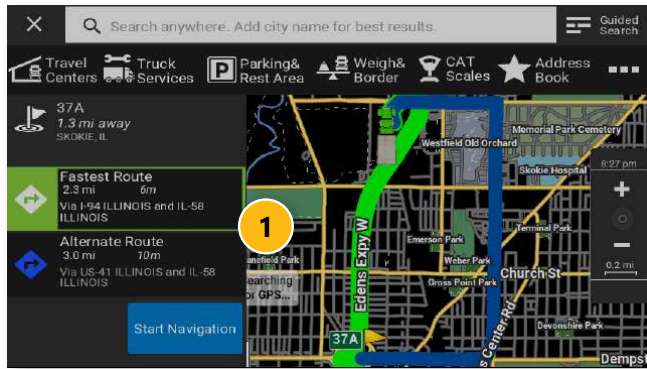 Search anywhere. Add city name for best results.
Guided
Search
Travel
Centers
Truck
Services
P
Parking&
Rest Area
Weigh&
Border
CAT
Scales
Address
Book
37A
1.3 mi away
SKOKIE, IL
Fastest Route
2.3 mi 6m
Via I-94 ILLINOIS and IL-58
ILLINOIS
Alternate Route
3.0 mi 10m
Via US-41 ILLINOIS and IL-58
ILLINOIS
Start Navigation
1
Memorial Park Cemetery
Westfield Old Orchard
Skokie Hospital
8:27 pm
Terminal Park
Emerson Park
Weber Park
Church St
Gross Point Park
0.2 mi
Edens Expy W
s Center Rd
Devonshire Park
37A
Dempst